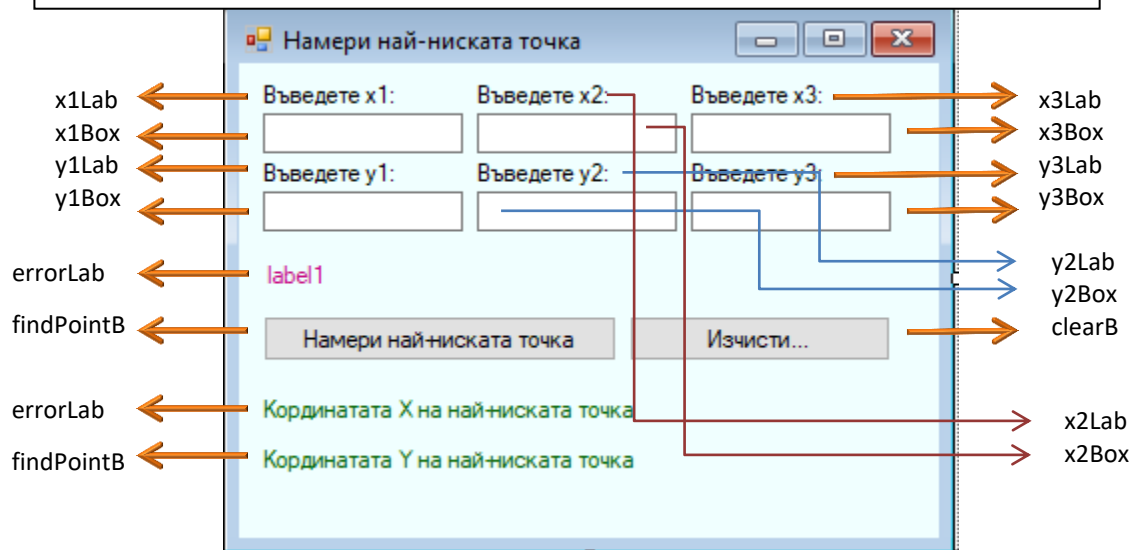 Намери най-ниската точка
x1Lab
Въведете x1:
Въведете x2:
Въведете x3:
x3Lab
x1Box
x3Box
y1Lab
Въведете y1:
Въведете y2:
Въведете y3:
y3Lab
y1Box
y3Box
errorLab
label1
y2Lab
y2Box
findPointB
Намери най-ниската точка
Изчисти...
clearB
errorLab
Кординатата X на най-ниската точка
x2Lab
findPointB
Кординатата Y на най-ниската точка
x2Box